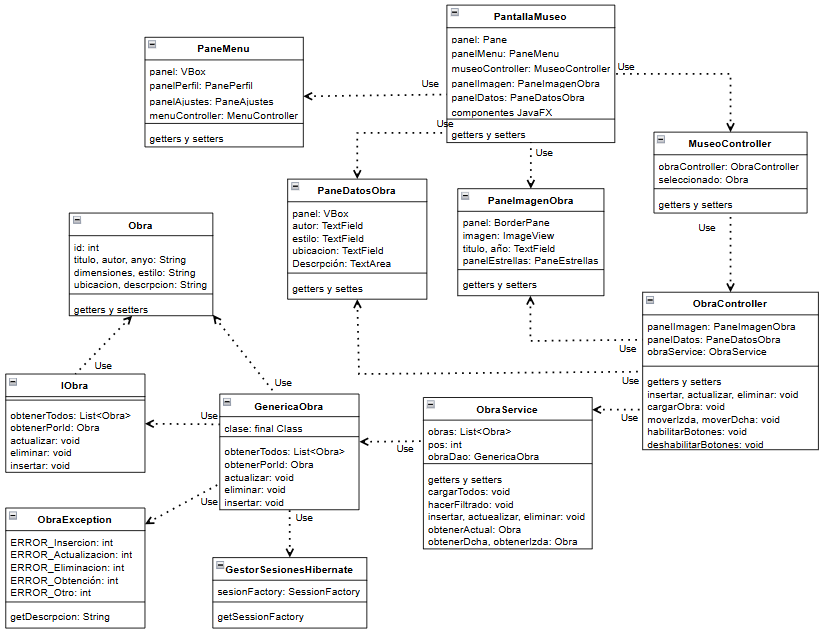 PantallaMuseo
panel: Pane
panelMenu: PaneMenu
museoController: MuseoController
panelImagen: PaneImagenObra
panelDatos: PaneDatosObra
componentes JavaFX
getters y setters
PaneMenu
panel: VBox
panelPerfil: PanePerfil
panelAjustes: PaneAjustes
menuController: MenuController
getters y setters
Use
Use
Use
Use
MuseoController
obraController: ObraController
seleccionado: Obra
getters y setters
Use
PaneDatosObra
panel: VBox
autor: TextField
estilo: TextField
ubicacion: TextField
Descrpción: TextArea
getters y settes
PaneImagenObra
panel: BorderPane
imagen: ImageView
titulo, año: TextField
panelEstrellas: PaneEstrellas
getters y setters
Obra
id: int
titulo, autor, anyo: String
dimensiones, estilo: String
ubicacion, descrpcion: String
getters y setters
ObraController
panelImagen: PaneImagenObra
panelDatos: PaneDatosObra
obraService: ObraService
getters y setters
insertar, actualizar, eliminar: void
cargarObra: void
moverIzda, moverDcha: void
habilitarBotones: void
deshabilitarBotones: void
Use
Use
Use
Use
Use
IObra
obtenerTodos: List<Obra>
obtenerPorId: Obra
actualizar: void
eliminar: void
insertar: void
Use
GenericaObra
clase: final Class
obtenerTodos: List<Obra>
obtenerPorId: Obra
actualizar: void
eliminar: void
insertar: void
Use
ObraService
obras: List<Obra>
pos: int
obraDao: GenericaObra
getters y setters
cargarTodos: void
hacerFiltrado: void
insertar, actuealizar, eliminar: void
obtenerActual: Obra
obtenerDcha, obtenerIzda: Obra
Use
Use
ObraException
ERROR_Insercion: int
ERROR_Actualizacion: int
ERROR_Eliminacion: int
ERROR_Obtención: int
ERROR_Otro: int
getDescrpcion: String
GestorSesionesHibernate
sesionFactory: SessionFactory
getSessionFactory